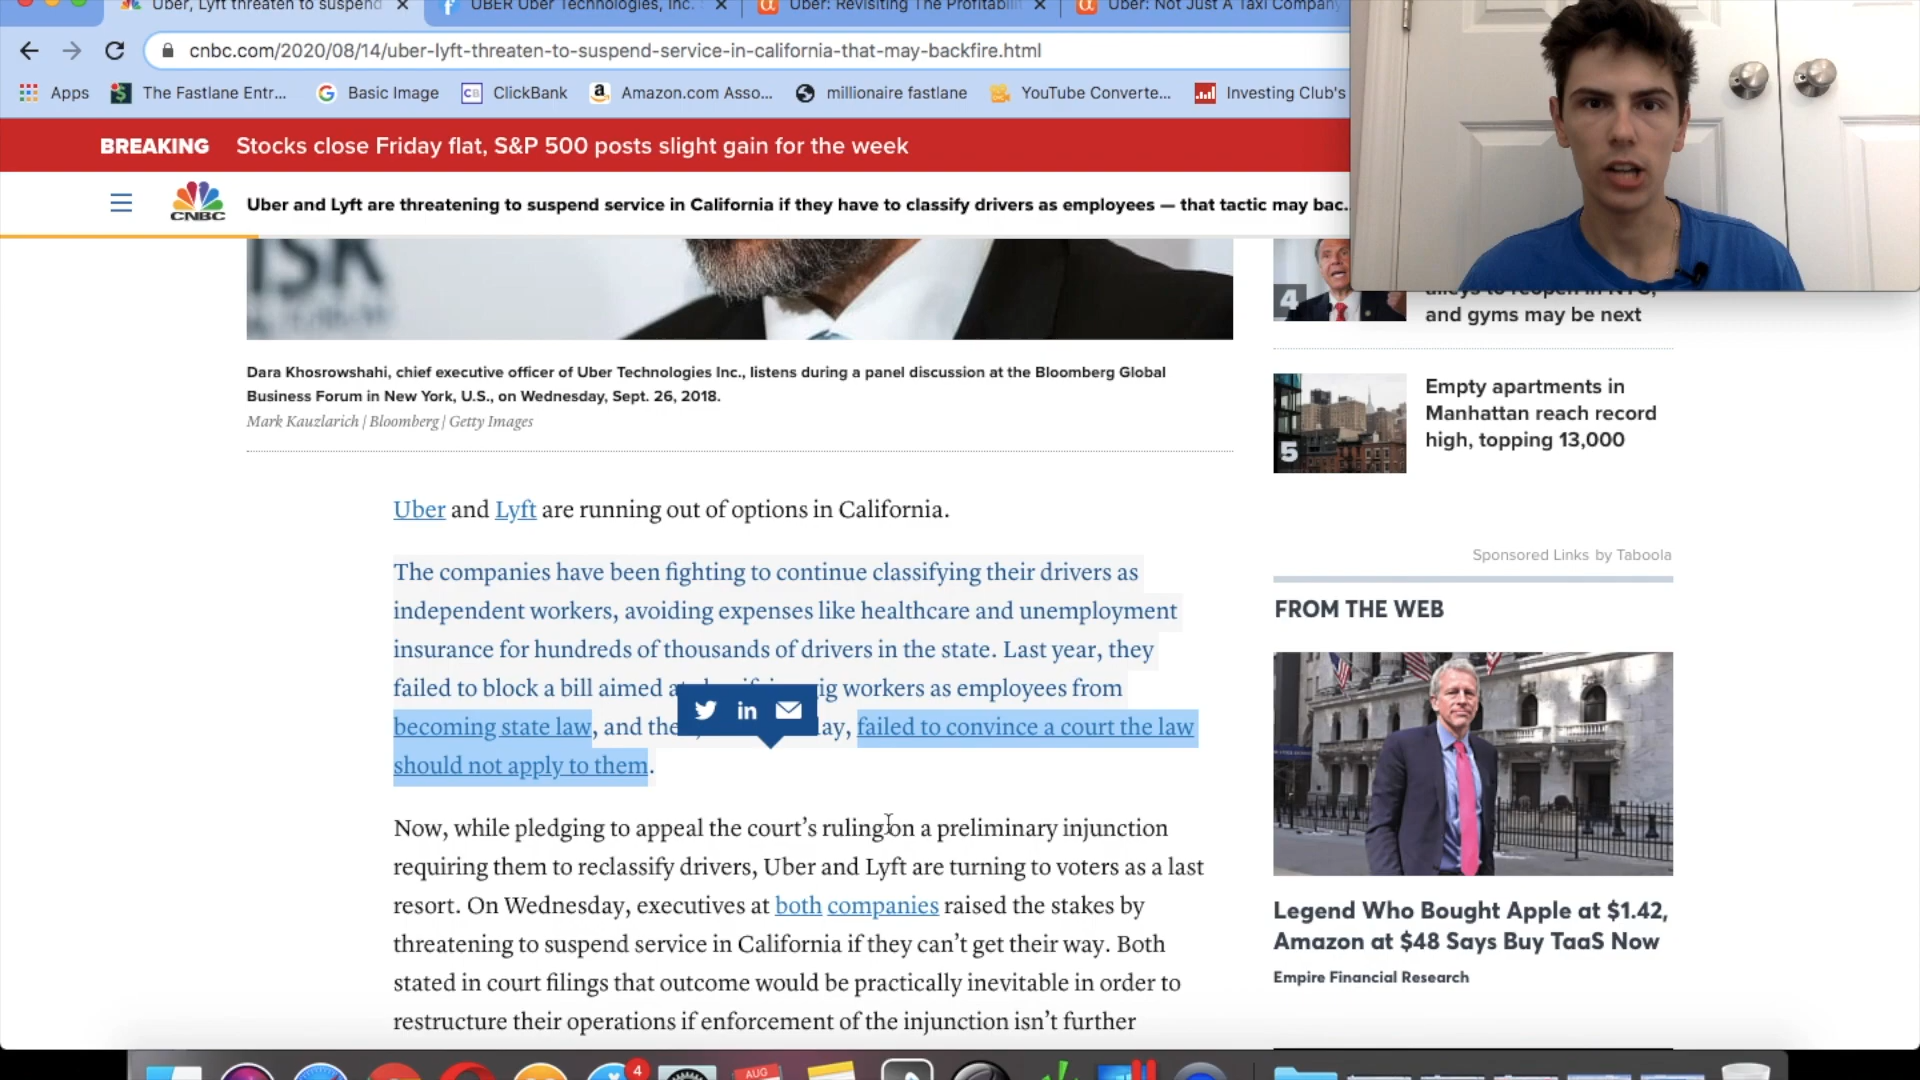 Uber, Lyft threaten to suspend
UBER Uber Technologies, Inc.
Uber: Revisiting The Profitabili
Uber: Not Just A Taxi Company
cnbc.com/2020/08/14/uber-lyft-threaten-to-suspend-service-in-california-that-may-backfire.html
Apps
The Fastlane Entr...
Basic Image
CB
ClickBank
Amazon.com Asso...
millionaire fastlane
YouTube Converte...
Investing Club's
BREAKING Stocks close Friday flat, S&P 500 posts slight gain for the week
CNBC
Uber and Lyft are threatening to suspend service in California if they have to classify drivers as employees — that tactic may bac...
Dara Khosrowshahi, chief executive officer of Uber Technologies Inc., listens during a panel discussion at the Bloomberg Global
Business Forum in New York, U.S., on Wednesday, Sept. 26, 2018.
Mark Kauzlarich | Bloomberg | Getty Images
Uber and Lyft are running out of options in California.
The companies have been fighting to continue classifying their drivers as
independent workers, avoiding expenses like healthcare and unemployment
insurance for hundreds of thousands of drivers in the state. Last year, they
failed to block a bill aimed workers as employees from
becoming state law, and failed to convince a court the law
should not apply to them.
Now, while pledging to appeal the court's ruling on a preliminary injunction
requiring them to reclassify drivers, Uber and Lyft are turning to voters as a last
resort. On Wednesday, executives at both companies raised the stakes by
threatening to suspend service in California if they can't get their way. Both
stated in court filings that outcome would be practically inevitable in order to
restructure their operations if enforcement of the injunction isn't further
4
and gyms may be next
5
Empty apartments in
Manhattan reach record
high, topping 13,000
Sponsored Links by Taboola
FROM THE WEB
Legend Who Bought Apple at $1.42,
Amazon at $48 Says Buy TaaS Now
Empire Financial Research
4
AUG